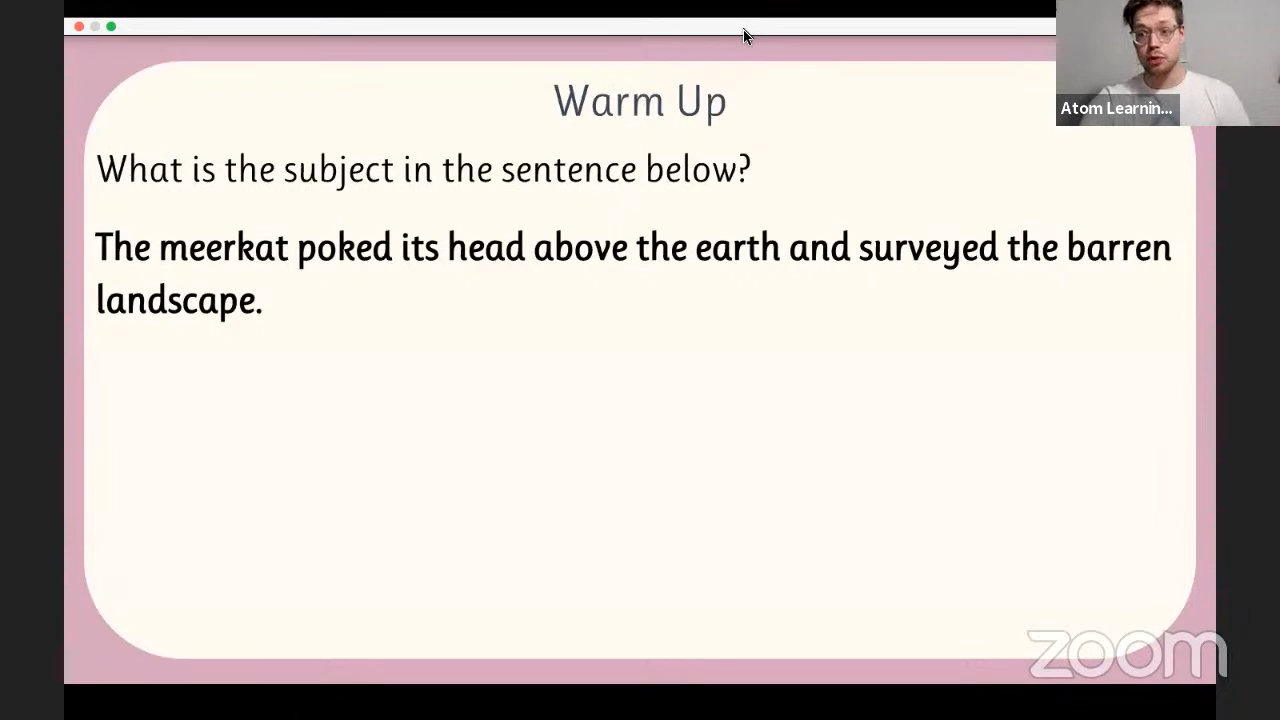 Warm Up
Atom Learnin...
What is the subject in the sentence below?
The meerkat poked its head above the earth and surveyed the barren
landscape.
zoom